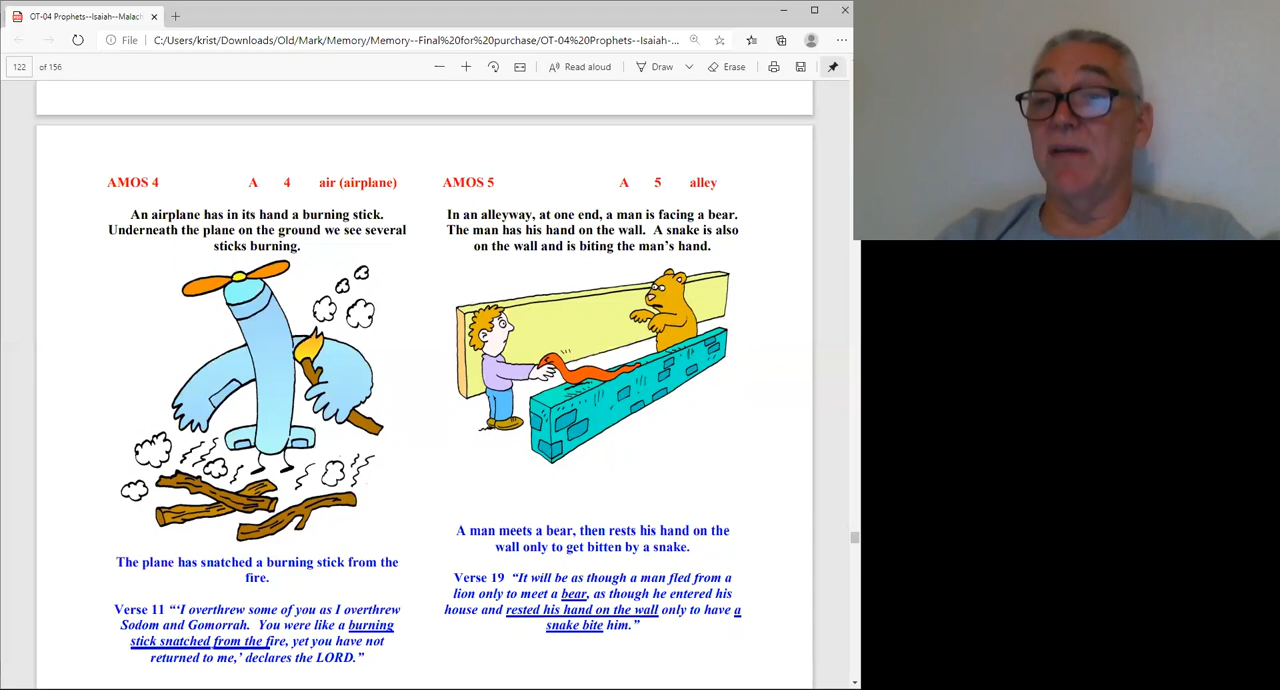 OT-04 Prophets--Isaiah--Malach
File C:/Users/krist/Downloads/Old/Mark/Memory/Memory--Final%20for%20purchase/OT-04%20Prophets--Isaiah-...
122 of 156 Read aloud Draw Erase
AMOS 4 A 4 air (airplane)
An airplane has in its hand a burning stick.
Underneath the plane on the ground we see several
sticks burning.
The plane has snatched a burning stick from the
fire.
Verse 11 “‘I overthrew some of you as I overthrew
Sodom and Gomorrah. You were like a burning
stick snatched from the fire, yet you have not
returned to me,’ declares the LORD.”
AMOS 5 A 5 alley
In an alleyway, at one end, a man is facing a bear.
The man has his hand on the wall. A snake is also
on the wall and is biting the man’s hand.
A man meets a bear, then rests his hand on the
wall only to get bitten by a snake.
Verse 19 “It will be as though a man fled from a
lion only to meet a bear, as though he entered his
house and rested his hand on the wall only to have a
snake bite him.”